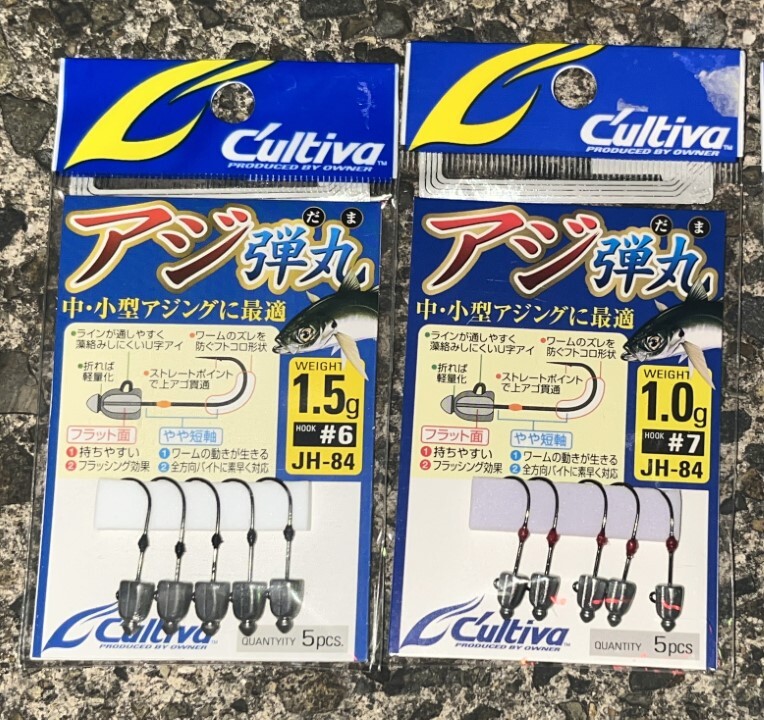 C'ultiva™
PRODUCED BY OWNER
アジ弾丸
だま
中・小型アジングに最適
●ラインが通しやすく
藻絡みしにくいU字アイ
●ワームのズレを
防ぐフトコロ形状
●折れば
軽量化
●ストレートポイント
で上アゴ貫通
フラット面
❶持ちやすい
❷フラッシング効果
やや短軸
❶ワームの動きが生きる
❷全方向バイトに素早く対応
WEIGHT
1.5g
HOOK #6
JH-84
C'ultiva™
PRODUCED BY OWNER
QUANTYITY 5pcs.
C'ultiva™
PRODUCED BY OWNER
アジ弾丸
だま
中・小型アジングに最適
●ラインが通しやすく
藻絡みしにくいU字アイ
●ワームのズレを
防ぐフトコロ形状
●折れば
軽量化
●ストレートポイント
で上アゴ貫通
フラット面
❶持ちやすい
❷フラッシング効果
やや短軸
❶ワームの動きが生きる
❷全方向バイトに素早く対応
WEIGHT
1.0g
HOOK #7
JH-84
C'ultiva™
PRODUCED BY OWNER
QUANTITY 5pcs.